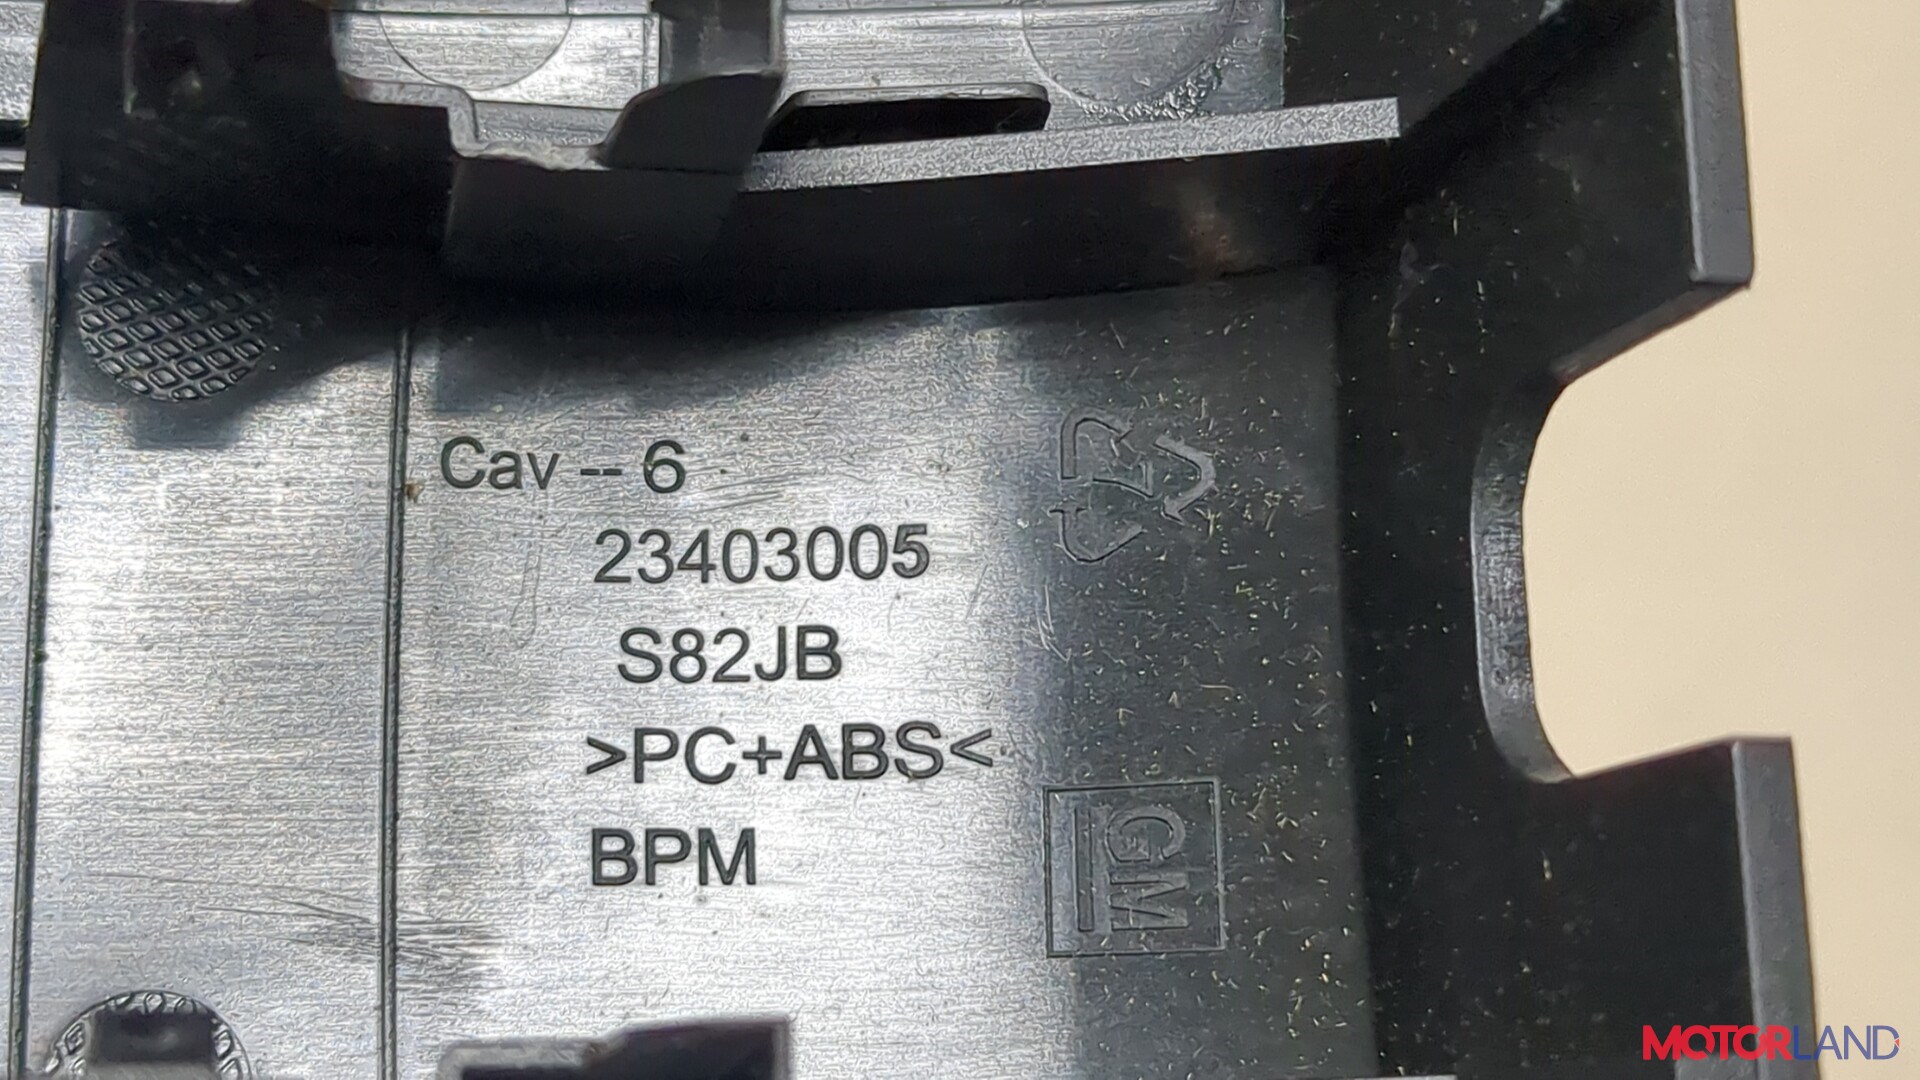 Cav -- 6
23403005
S82JB
>PC+ABS<
BPM
GM
MOTORLAND